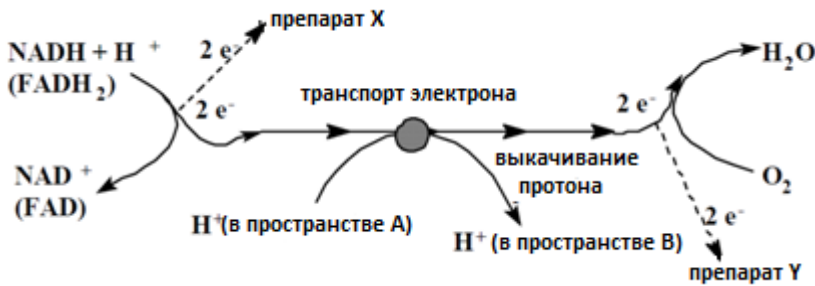 препарат X
2 e-
NADH + H +
(FADH2)
2 e-
транспорт электрона
2 e-
H2O
NAD +
(FAD)
выкачивание
протона
O2
H+(в пространстве А)
H+ (в пространстве В)
2 e-
препарат Y